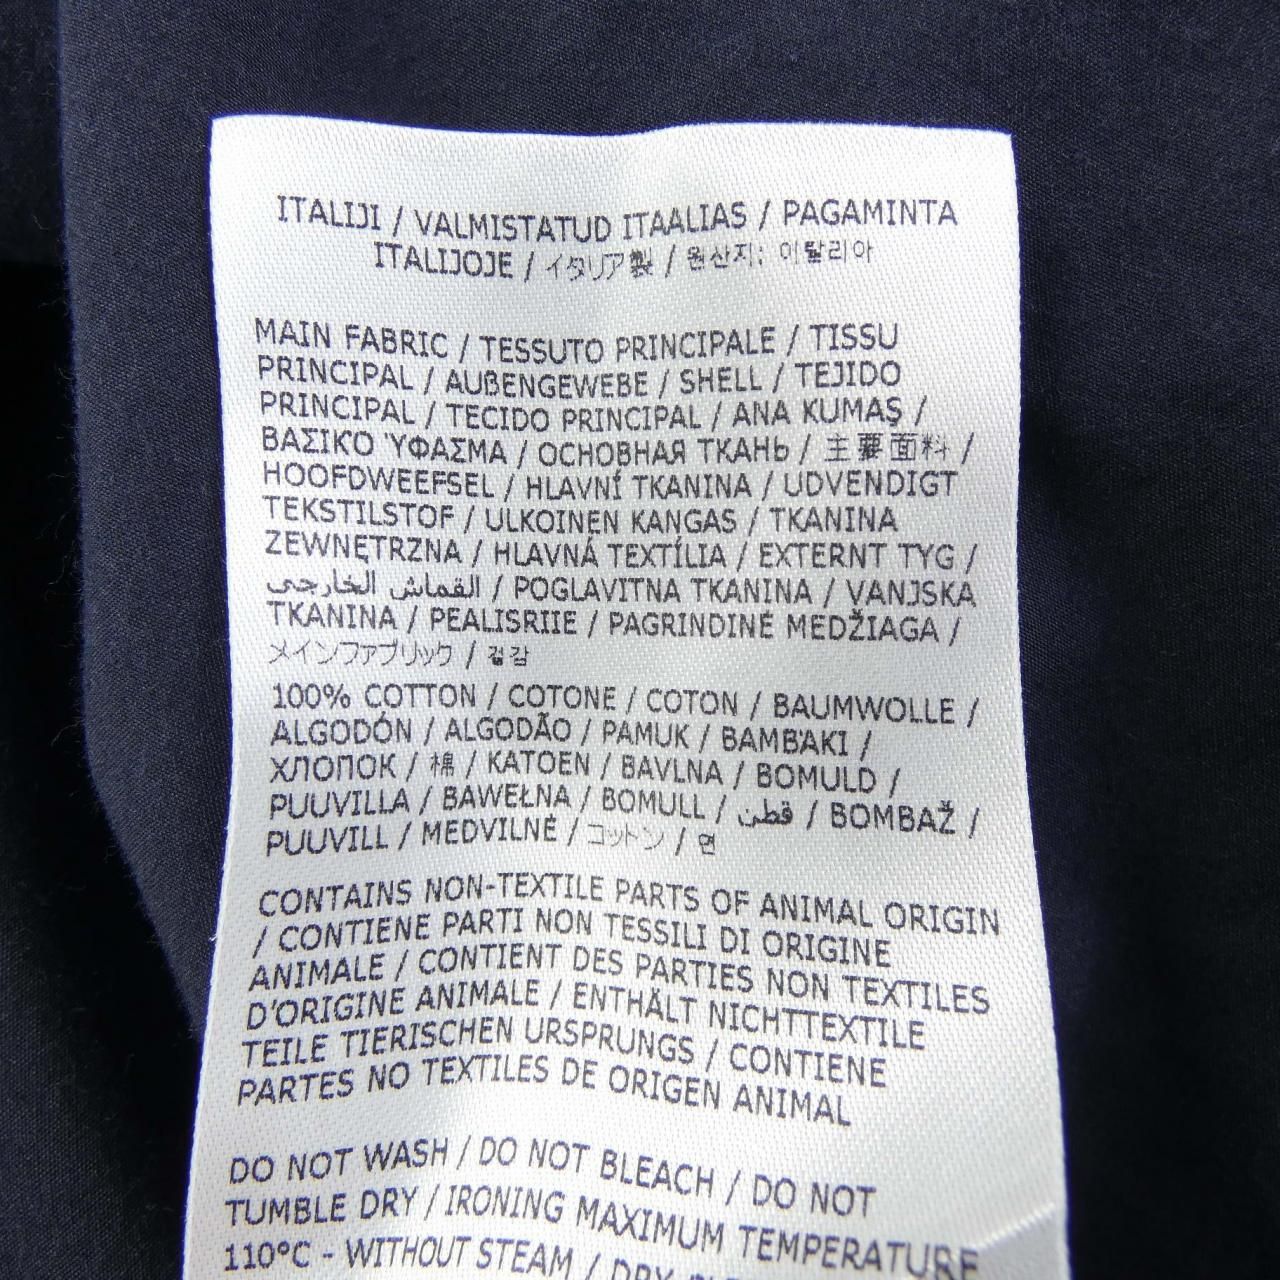 ITALIJI / VALMISTATUD ITAALIAS / PAGAMINTA
ITALIJOJE / イタリア製 / 원산지: 이탈리아
MAIN FABRIC / TESSUTO PRINCIPALE / TISSU
PRINCIPAL / AUßENGEWEBE / SHELL / TEJIDO
PRINCIPAL / TECIDO PRINCIPAL / ANA KUMAŞ /
ΒΑΣΙΚΌ ΎΦΑΣΜΑ / ОСНОВНАЯ ТКАНЬ / 主要面料 /
HOOFDWEEFSEL / HLAVNÍ TKANINA / UDVENDIGT
TEKSTILSTOF / ULKOINEN KANGAS / TKANINA
ZEWNĘTRZNA / HLAVNÁ TEXTÍLIA / EXTERNT TYG /
القماش الخارجي / POGLAVITNA TKANINA / VANJSKA
TKANINA / PEALISRIIE / PAGRINDINĖ MEDŽIAGA /
メインファブリック / 겉감
100% COTTON / COTONE / COTON / BAUMWOLLE /
ALGODÓN / ALGODÃO / PAMUK / ΒΑΜΒΆΚΙ /
ХЛОПОК / 棉 / KATOEN / BAVLNA / BOMULD /
PUUVILLA / BAWEŁNA / BOMULL / قطن / BOMBAŽ /
PUUVILL / MEDVILNĖ / コットン / 면
CONTAINS NON-TEXTILE PARTS OF ANIMAL ORIGIN
/ CONTIENE PARTI NON TESSILI DI ORIGINE
ANIMALE / CONTIENT DES PARTIES NON TEXTILES
D'ORIGINE ANIMALE / ENTHÄLT NICHTTEXTILE
TEILE TIERISCHEN URSPRUNGS / CONTIENE
PARTES NO TEXTILES DE ORIGEN ANIMAL
DO NOT WASH / DO NOT BLEACH / DO NOT
TUMBLE DRY / IRONING MAXIMUM TEMPERATURE
110°C - WITHOUT STEAM / DRY